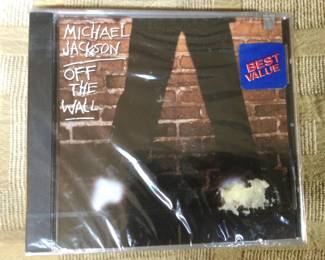 MICHAEL
JACKSON
OFF
THE
WALL
BEST
VALUE